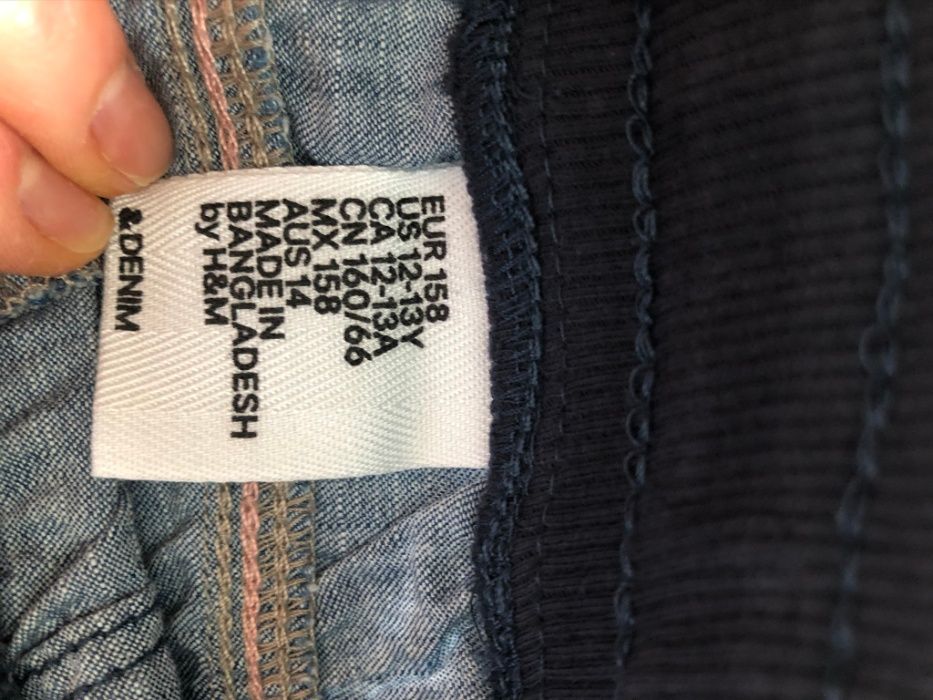 EUR 158
US 12-13Y
CA 12-13A
CN 160/66
MX 158
AUS 14
MADE IN
BANGLADESH
by H&M
&DENIM